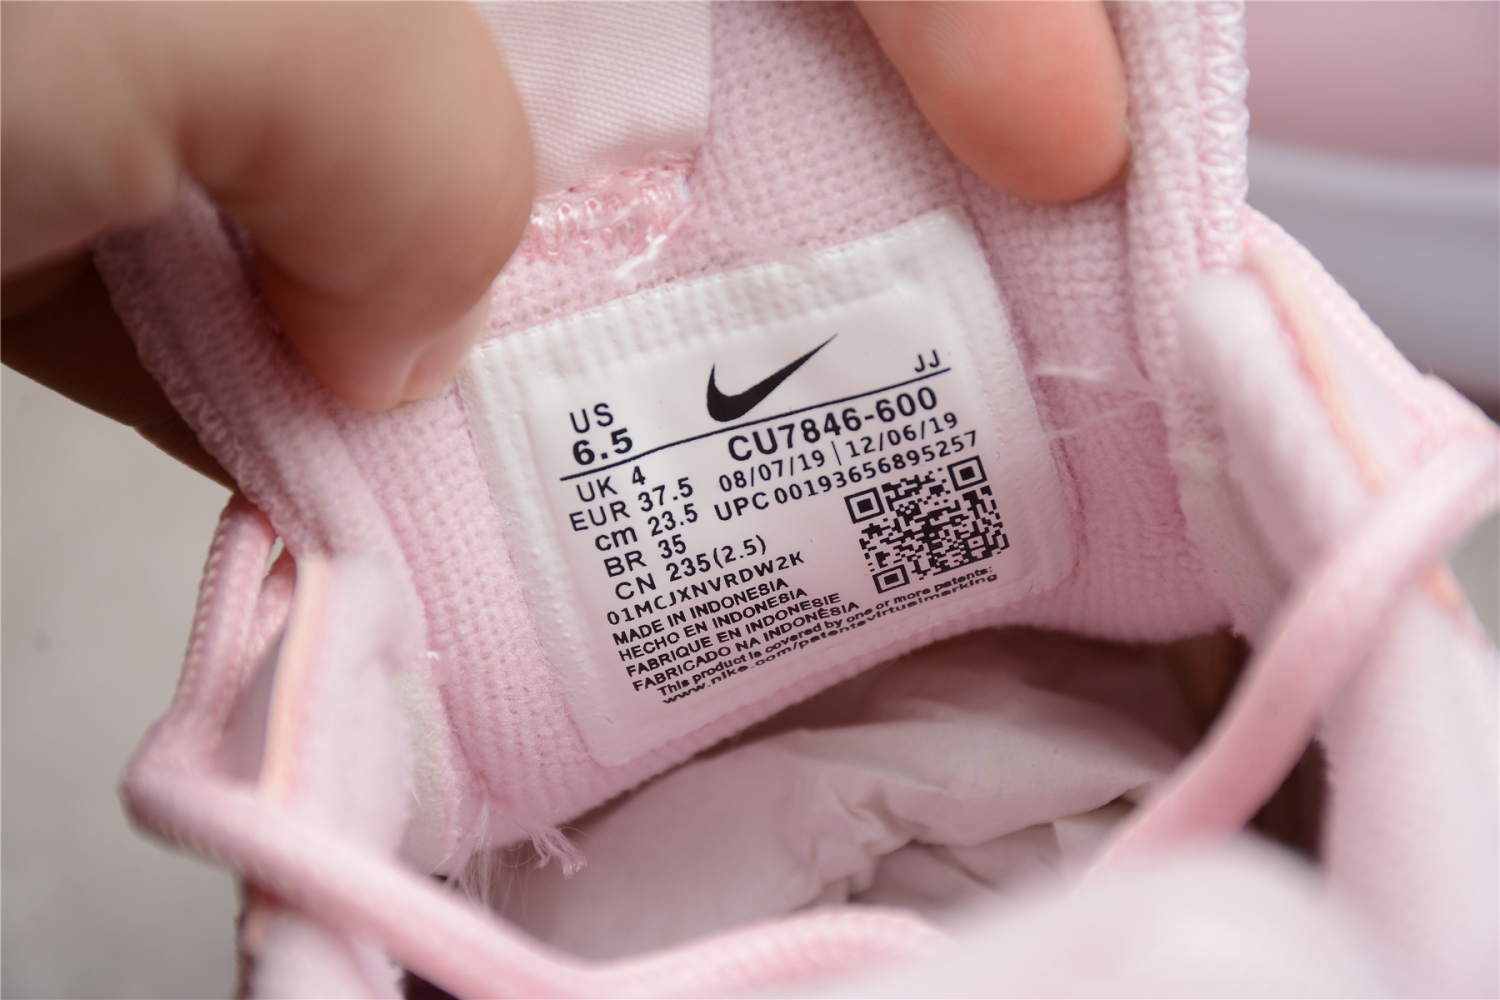 JJ
US
6.5
CU7846-600
UK 4
08/07/19 | 12/06/19
EUR 37.5
UPC 00193656895257
cm 23.5
BR 35
CN 235(2.5)
01MCJXNVRDW2K
MADE IN INDONESIA
HECHO EN INDONESIA
FABRIQUE EN INDONESIE
FABRICADO NA INDONÉSIA
This product is covered by one or more patents:
www.nike.com/patentsvirtualmarking